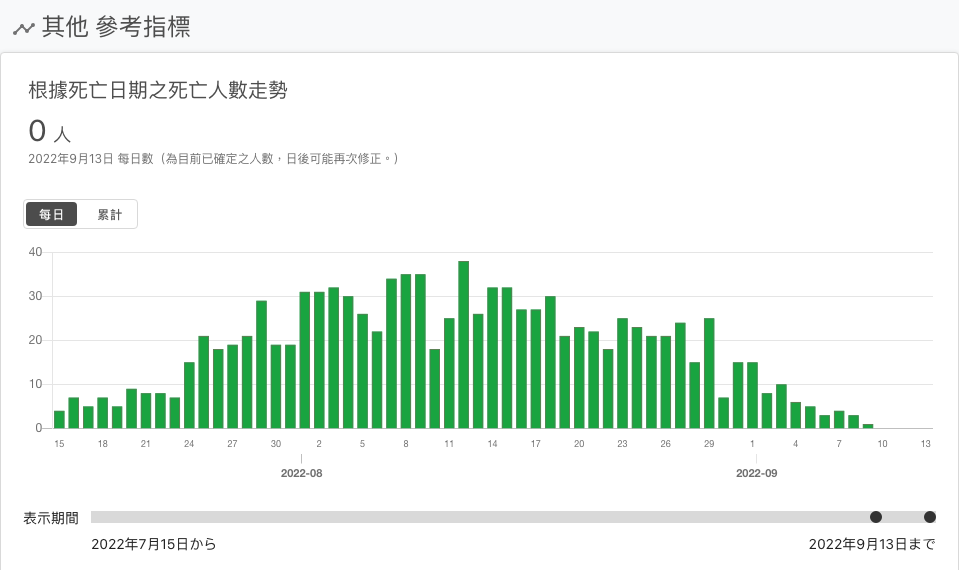 其他 參考指標
根據死亡日期之死亡人數走勢
0 人
2022年9月13日 每日數（為目前已確定之人數，日後可能再次修正。）
每日 累計
40
30
20
10
0
15 18 21 24 27 30 2 5 8 11 14 17 20 23 26 29 1 4 7 10 13
2022-08 2022-09
表示期間
2022年7月15日から 2022年9月13日まで